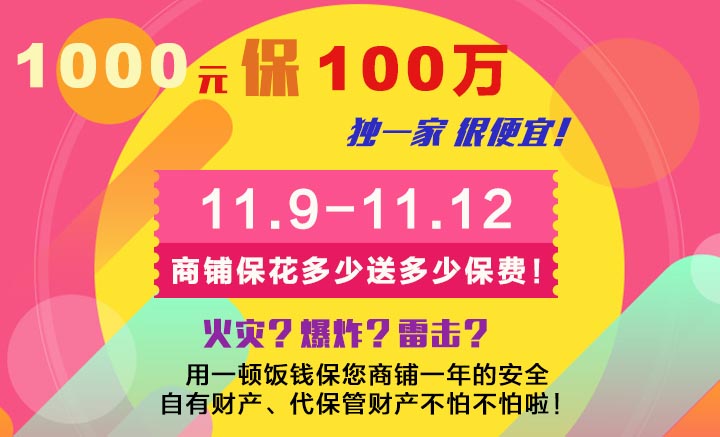 1000元保100万
独一家 很便宜!
11.9-11.12
商铺保花多少送多少保费!
火灾?爆炸?雷击?
用一顿饭钱保您商铺一年的安全
自有财产、代保管财产不怕不怕啦!